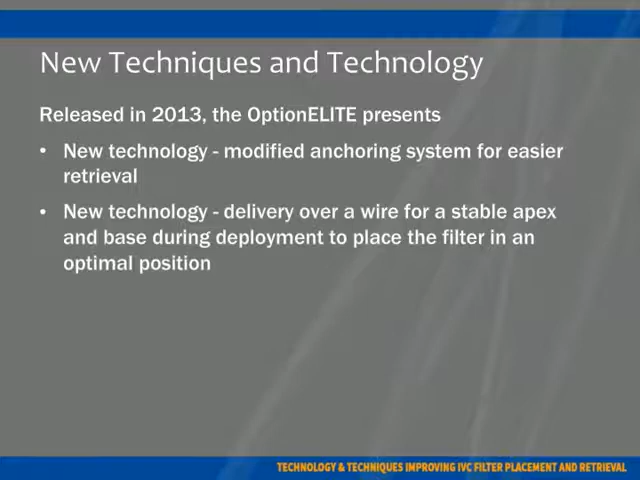 New Techniques and Technology
Released in 2013, the OptionELITE presents
• New technology - modified anchoring system for easier
retrieval
• New technology - delivery over a wire for a stable apex
and base during deployment to place the filter in an
optimal position
TECHNOLOGY & TECHNIQUES IMPROVING IVC FILTER PLACEMENT AND RETRIEVAL